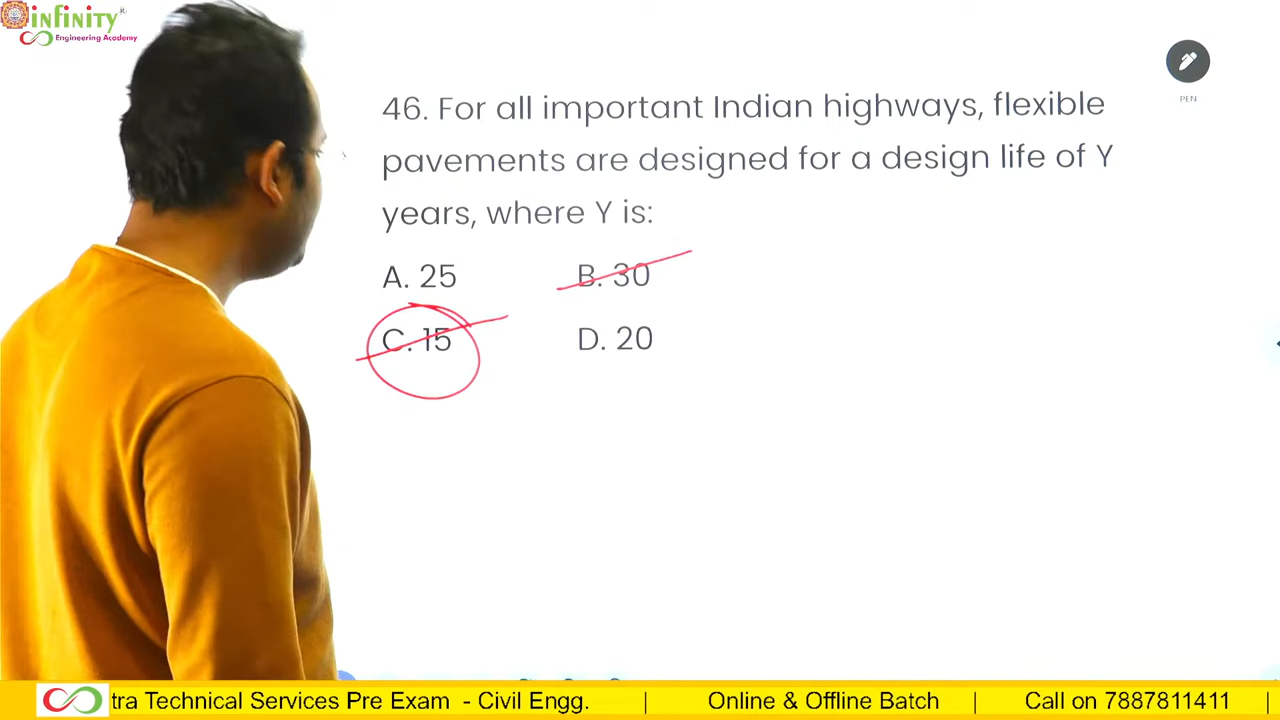 infinity
Engineering Academy
PEN
46. For all important Indian highways, flexible
pavements are designed for a design life of Y
years, where Y is:
A. 25 B. 30
C. 15 D. 20
tra Technical Services Pre Exam - Civil Engg. | Online & Offline Batch | Call on 7887811411 |